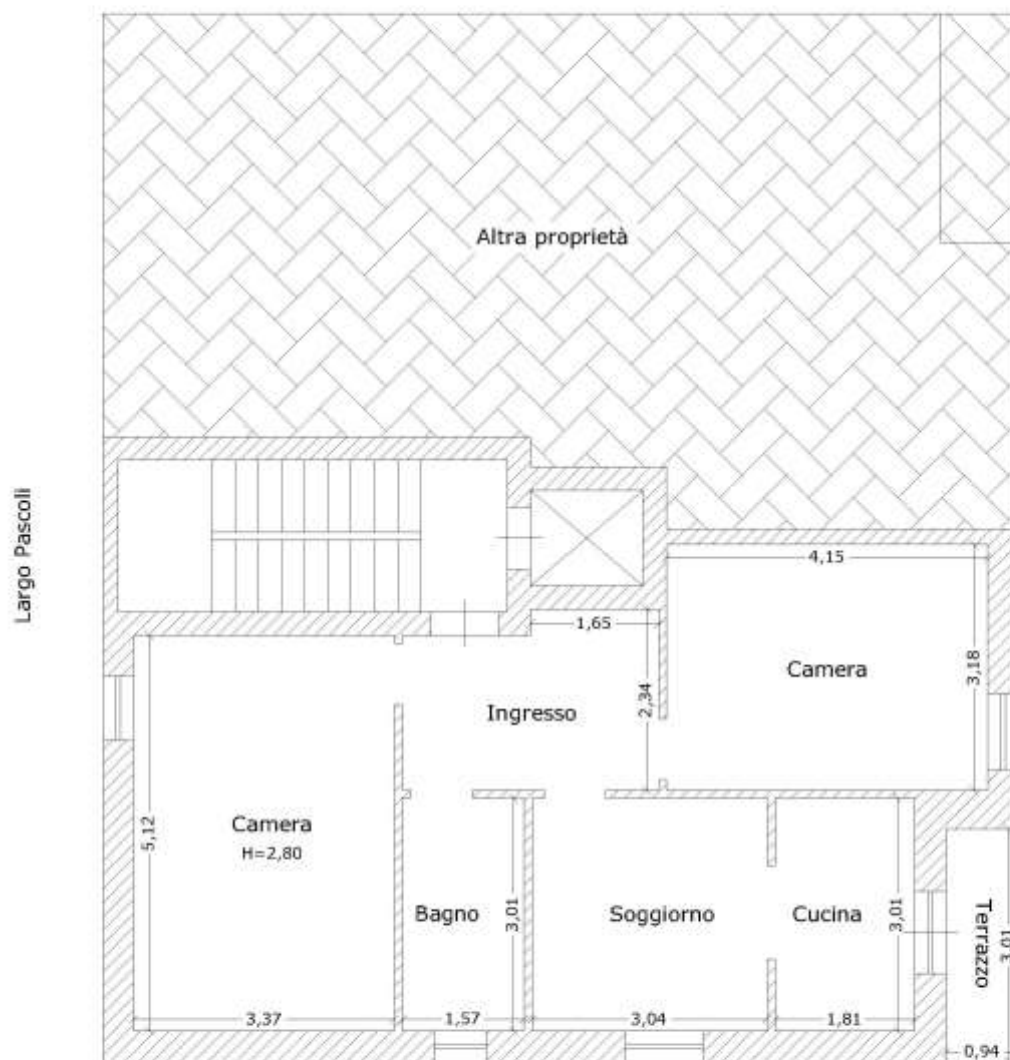 Altra proprietà
Largo Pascoli
4,15
1,65
Camera
3,18
2,34
Ingresso
Camera
H=2,80
5,12
Bagno
3,01
Soggiorno
Cucina
3,01
Terrazzo
3,01
3,37
1,57
3,04
1,81
0,94